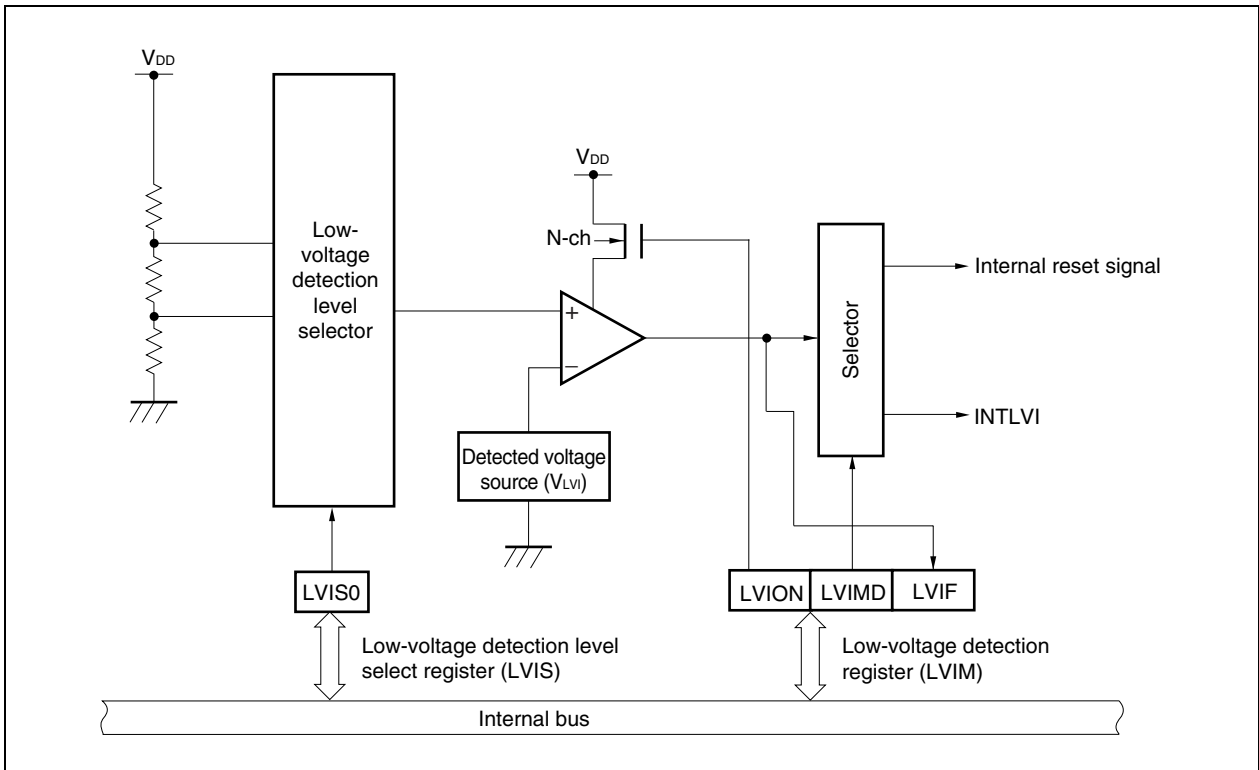 VDD
Low-
voltage
detection
level
selector
VDD
N-ch
+
−
Detected voltage
source (VLVI)
Selector
Internal reset signal
INTLVI
LVIS0
LVION
LVIMD
LVIF
Low-voltage detection level
select register (LVIS)
Low-voltage detection
register (LVIM)
Internal bus